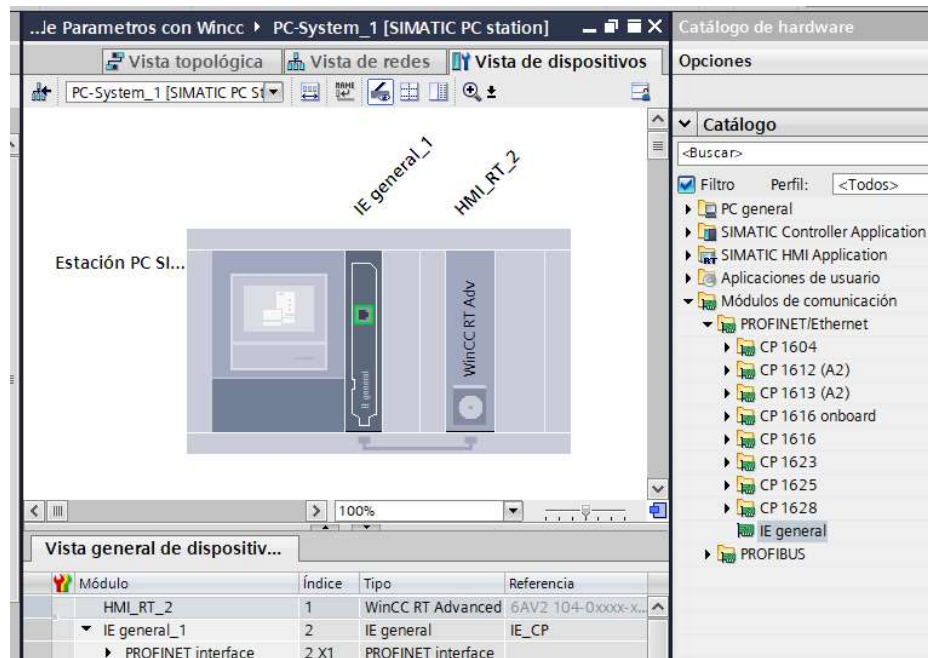 ...le Parametros con Wincc ▸ PC-System_1 [SIMATIC PC station]
Vista topológica
Vista de redes
Vista de dispositivos
PC-System_1 [SIMATIC PC St
IE general_1
HMI_RT_2
Estación PC SI...
IE general
WinCC RT Adv
100%
Vista general de dispositiv...
Módulo Índice Tipo Referencia
HMI_RT_2 1 WinCC RT Advanced 6AV2 104-0xxxx-x...
IE general_1 2 IE general IE_CP
PROFINET interface 2 X1 PROFINET interface
Catálogo de hardware
Opciones
Catálogo
<Buscar>
Filtro Perfil: <Todos>
PC general
SIMATIC Controller Application
SIMATIC HMI Application
Aplicaciones de usuario
Módulos de comunicación
PROFINET/Ethernet
CP 1604
CP 1612 (A2)
CP 1613 (A2)
CP 1616 onboard
CP 1616
CP 1623
CP 1625
CP 1628
IE general
PROFIBUS